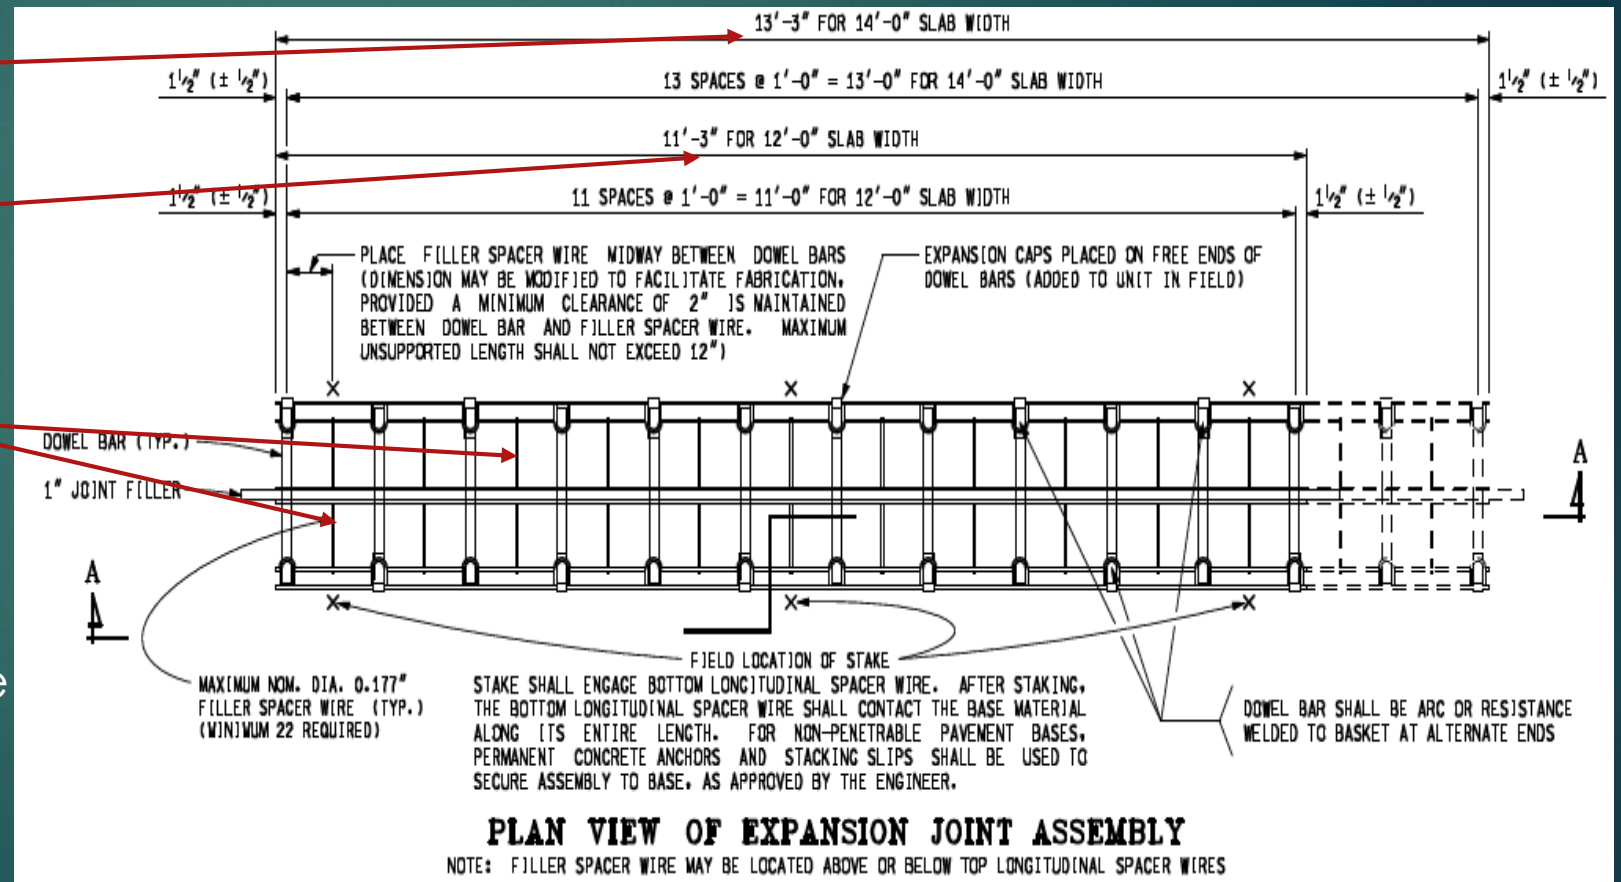 13'-3" FOR 14'-0" SLAB WIDTH
1 1/2" (± 1/2")
13 SPACES @ 1'-0" = 13'-0" FOR 14'-0" SLAB WIDTH
1 1/2" (± 1/2")
11'-3" FOR 12'-0" SLAB WIDTH
1 1/2" (± 1/2")
11 SPACES @ 1'-0" = 11'-0" FOR 12'-0" SLAB WIDTH
1 1/2" (± 1/2")
PLACE FILLER SPACER WIRE MIDWAY BETWEEN DOWEL BARS
(DIMENSION MAY BE MODIFIED TO FACILITATE FABRICATION,
PROVIDED A MINIMUM CLEARANCE OF 2" IS MAINTAINED
BETWEEN DOWEL BAR AND FILLER SPACER WIRE. MAXIMUM
UNSUPPORTED LENGTH SHALL NOT EXCEED 12")
EXPANSION CAPS PLACED ON FREE ENDS OF
DOWEL BARS (ADDED TO UNIT IN FIELD)
DOWEL BAR (TYP.)
1" JOINT FILLER
A
A
e
MAXIMUM NOM. DIA. 0.177"
FILLER SPACER WIRE (TYP.)
(MINIMUM 22 REQUIRED)
FIELD LOCATION OF STAKE
STAKE SHALL ENGAGE BOTTOM LONGITUDINAL SPACER WIRE. AFTER STAKING,
THE BOTTOM LONGITUDINAL SPACER WIRE SHALL CONTACT THE BASE MATERIAL
ALONG ITS ENTIRE LENGTH. FOR NON-PENETRABLE PAVEMENT BASES,
PERMANENT CONCRETE ANCHORS AND STACKING SLIPS SHALL BE USED TO
SECURE ASSEMBLY TO BASE, AS APPROVED BY THE ENGINEER.
DOWEL BAR SHALL BE ARC OR RESISTANCE
WELDED TO BASKET AT ALTERNATE ENDS
PLAN VIEW OF EXPANSION JOINT ASSEMBLY
NOTE: FILLER SPACER WIRE MAY BE LOCATED ABOVE OR BELOW TOP LONGITUDINAL SPACER WIRES